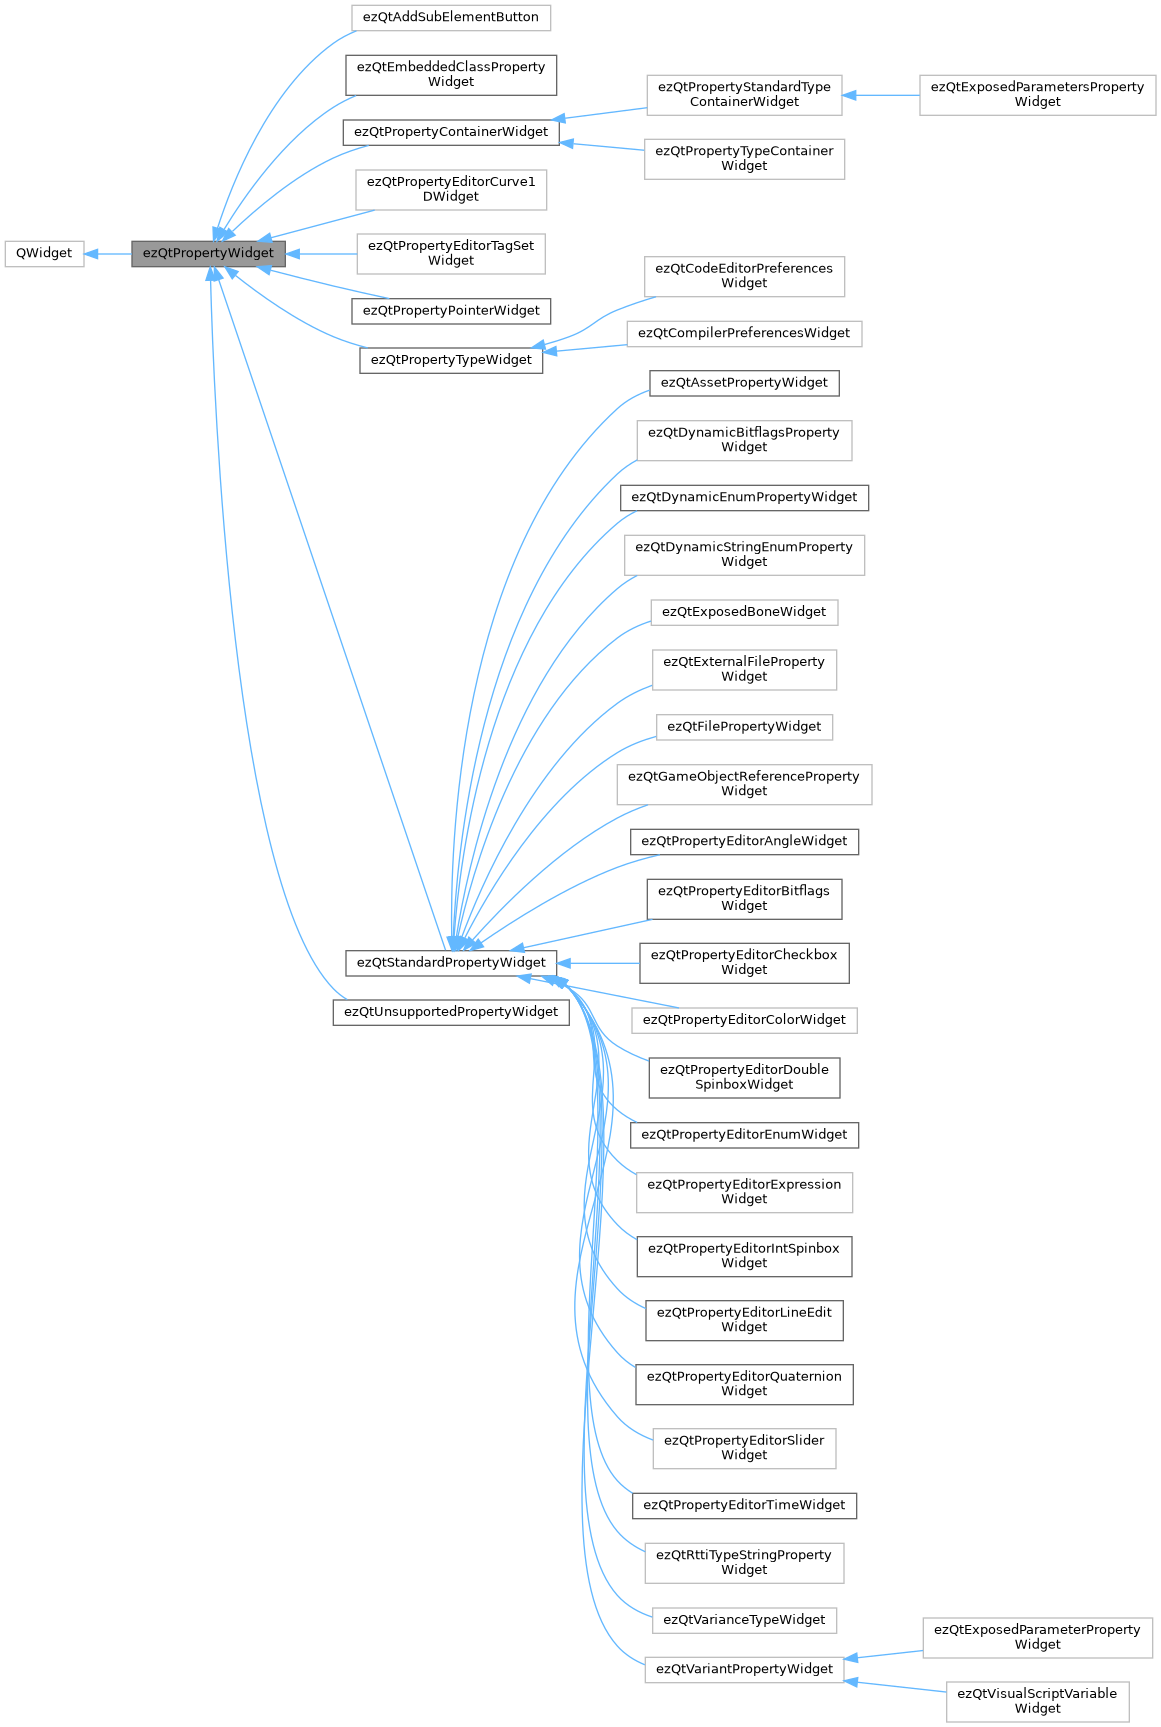 ezQtAddSubElementButton
ezQtEmbeddedClassProperty
Widget
ezQtPropertyStandardType
ContainerWidget
ezQtExposedParametersProperty
Widget
ezQtPropertyContainerWidget
ezQtPropertyTypeContainer
Widget
ezQtPropertyEditorCurve1
DWidget
QWidget
ezQtPropertyWidget
ezQtPropertyEditorTagSet
Widget
ezQtCodeEditorPreferences
Widget
ezQtPropertyPointerWidget
ezQtCompilerPreferencesWidget
ezQtPropertyTypeWidget
ezQtAssetPropertyWidget
ezQtDynamicBitflagsProperty
Widget
ezQtDynamicEnumPropertyWidget
ezQtDynamicStringEnumProperty
Widget
ezQtExposedBoneWidget
ezQtExternalFileProperty
Widget
ezQtFilePropertyWidget
ezQtGameObjectReferenceProperty
Widget
ezQtPropertyEditorAngleWidget
ezQtPropertyEditorBitflags
Widget
ezQtStandardPropertyWidget
ezQtPropertyEditorCheckbox
Widget
ezQtUnsupportedPropertyWidget
ezQtPropertyEditorColorWidget
ezQtPropertyEditorDouble
SpinboxWidget
ezQtPropertyEditorEnumWidget
ezQtPropertyEditorExpression
Widget
ezQtPropertyEditorIntSpinbox
Widget
ezQtPropertyEditorLineEdit
Widget
ezQtPropertyEditorQuaternion
Widget
ezQtPropertyEditorSlider
Widget
ezQtPropertyEditorTimeWidget
ezQtRttiTypeStringProperty
Widget
ezQtVarianceTypeWidget
ezQtVariantPropertyWidget
ezQtExposedParameterProperty
Widget
ezQtVisualScriptVariable
Widget